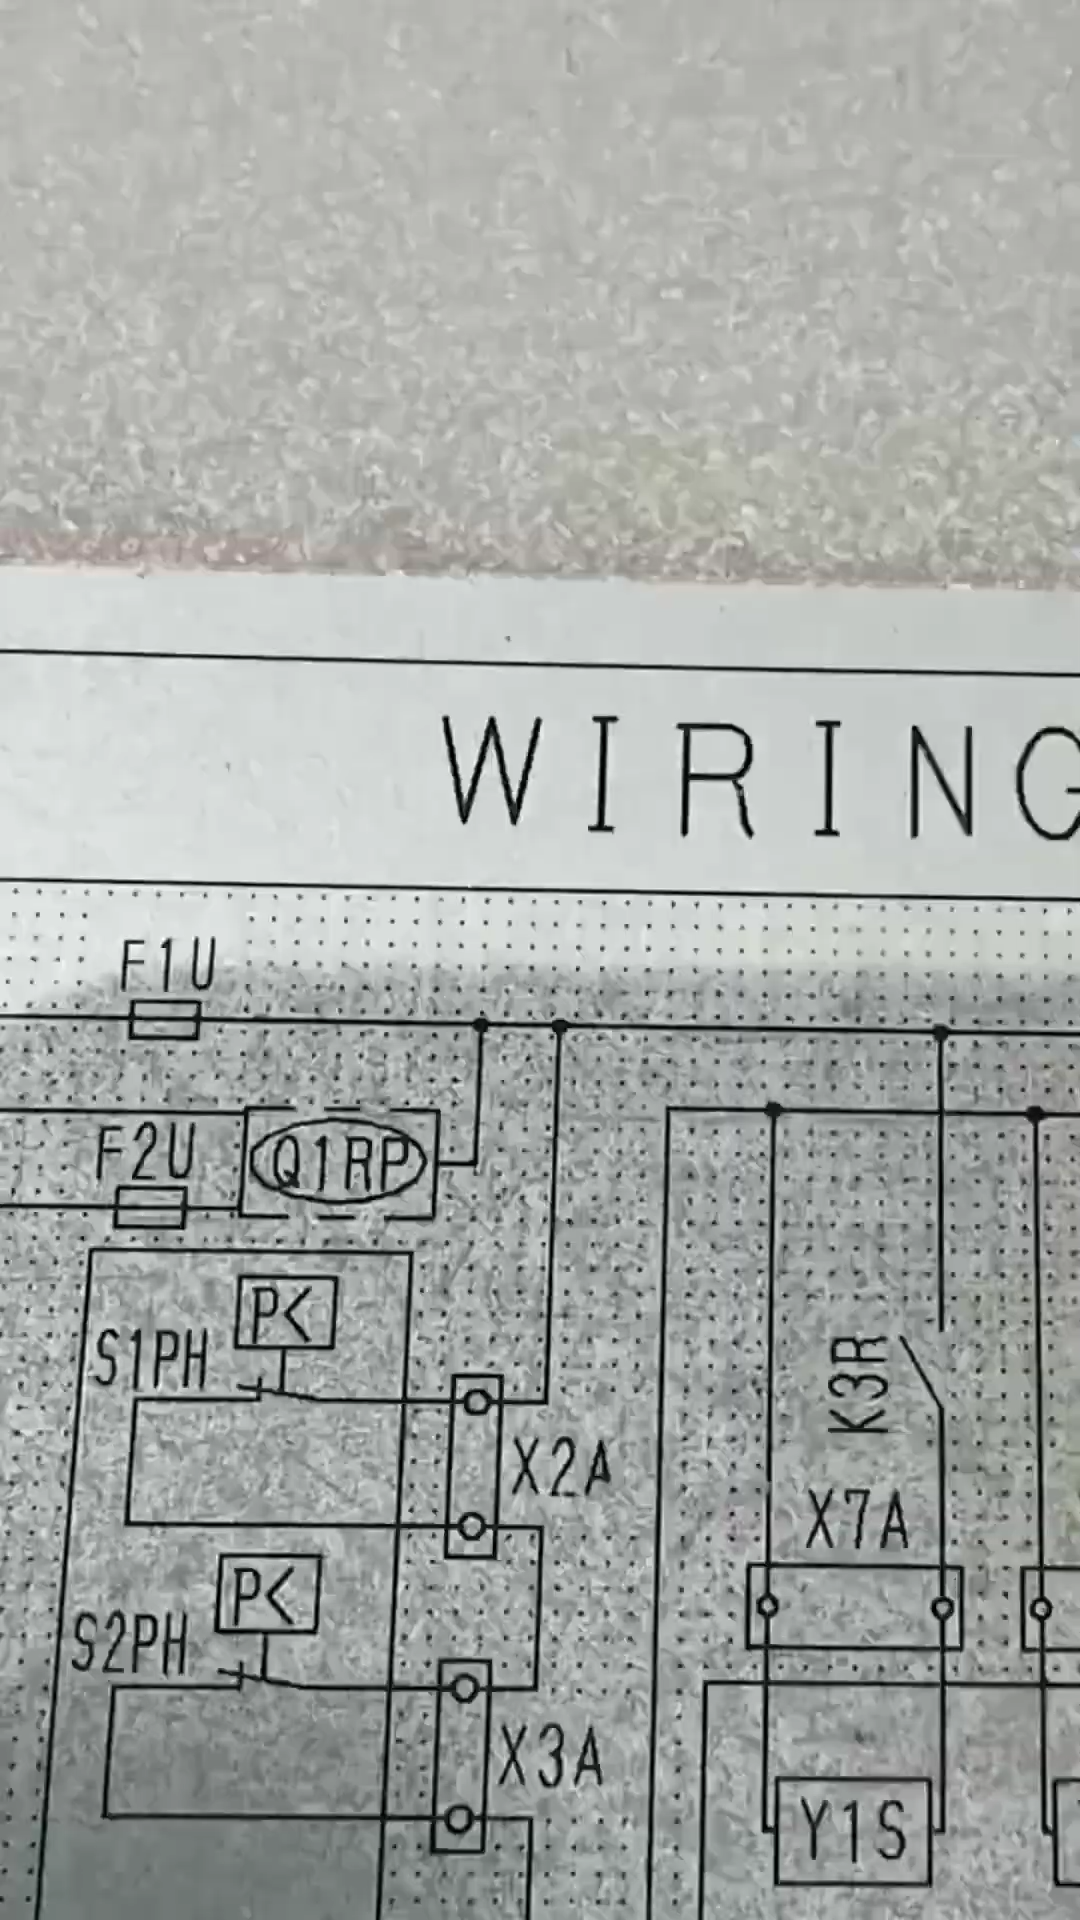 WIRING
F1U
F2U
Q1RP
P<
S1PH
K3R
X2A
X7A
P<
S2PH
X3A
Y1S